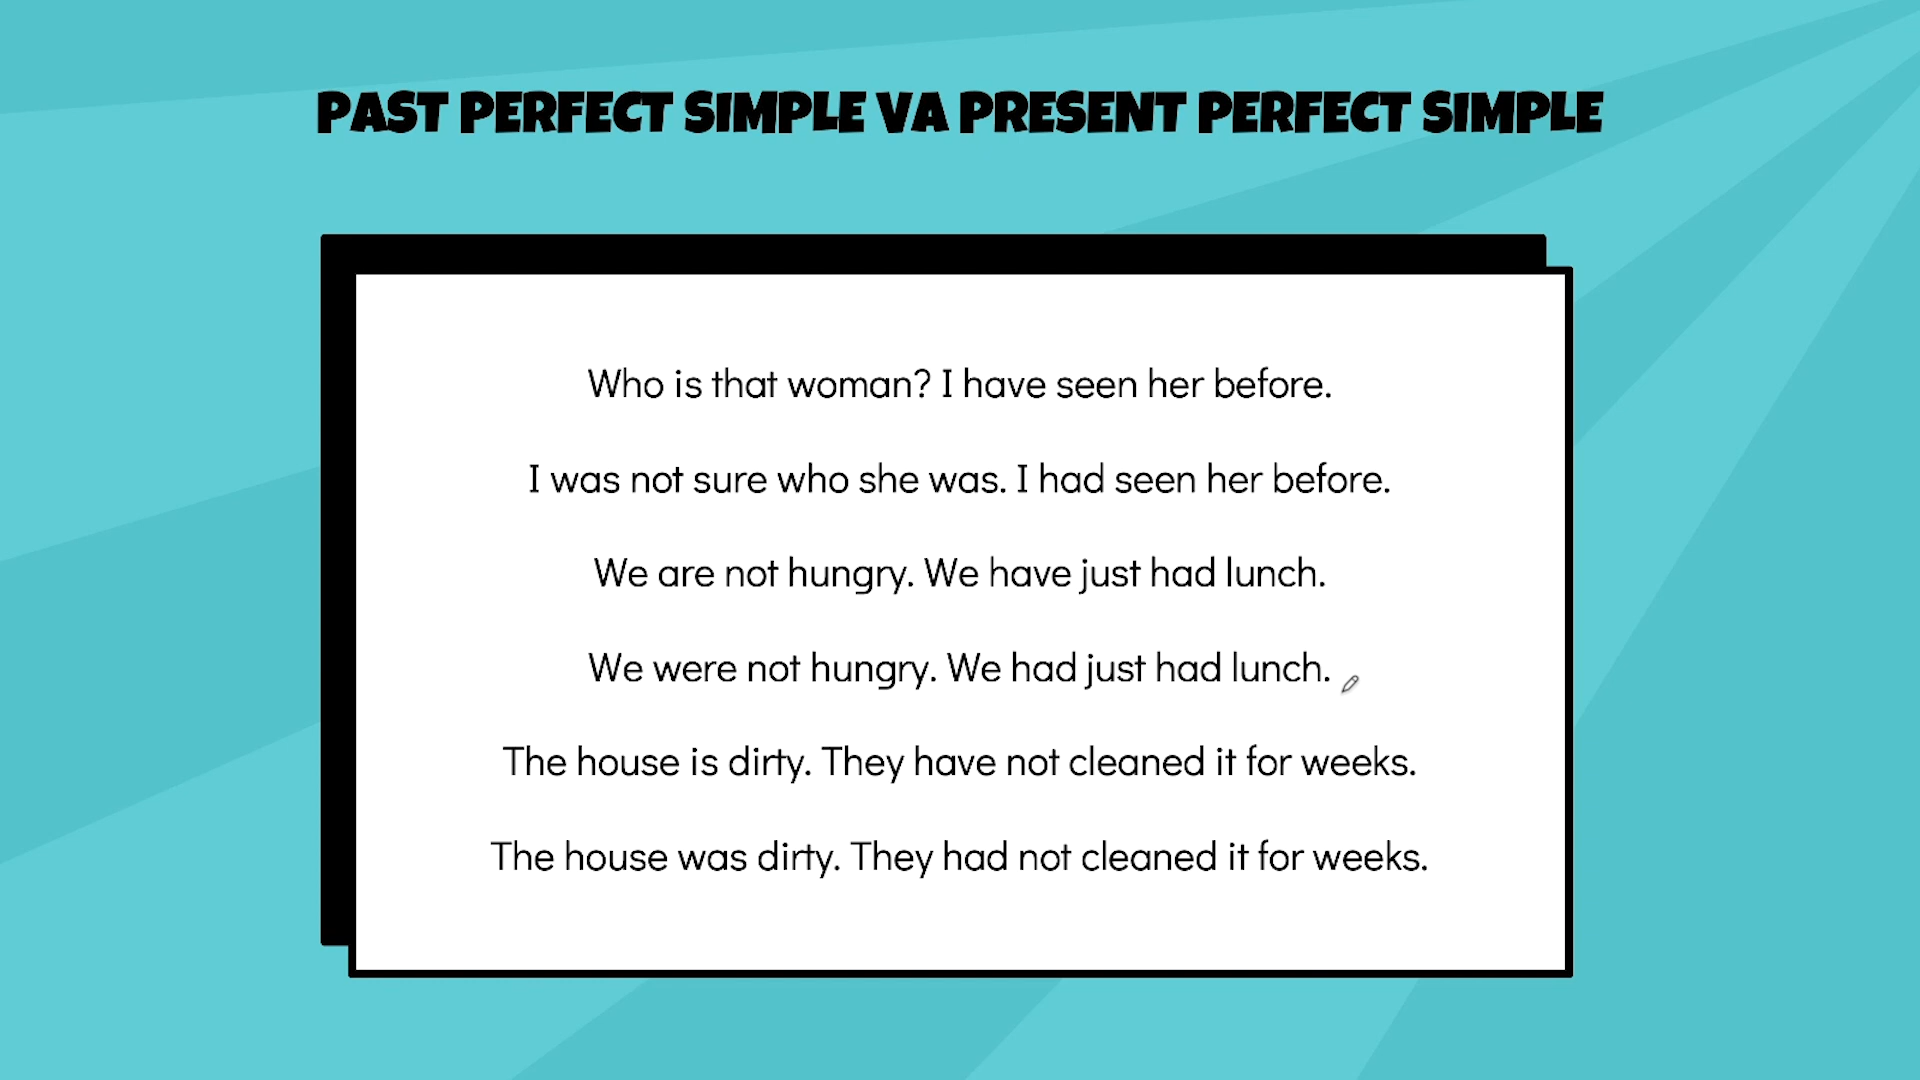 PAST PERFECT SIMPLE VA PRESENT PERFECT SIMPLE
Who is that woman? I have seen her before.
I was not sure who she was. I had seen her before.
We are not hungry. We have just had lunch.
We were not hungry. We had just had lunch.
The house is dirty. They have not cleaned it for weeks.
The house was dirty. They had not cleaned it for weeks.